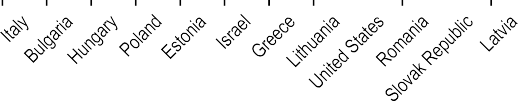 Italy
Bulgaria
Hungary
Poland
Estonia
Israel
Greece
Lithuania
United States
Romania
Slovak Republic
Latvia